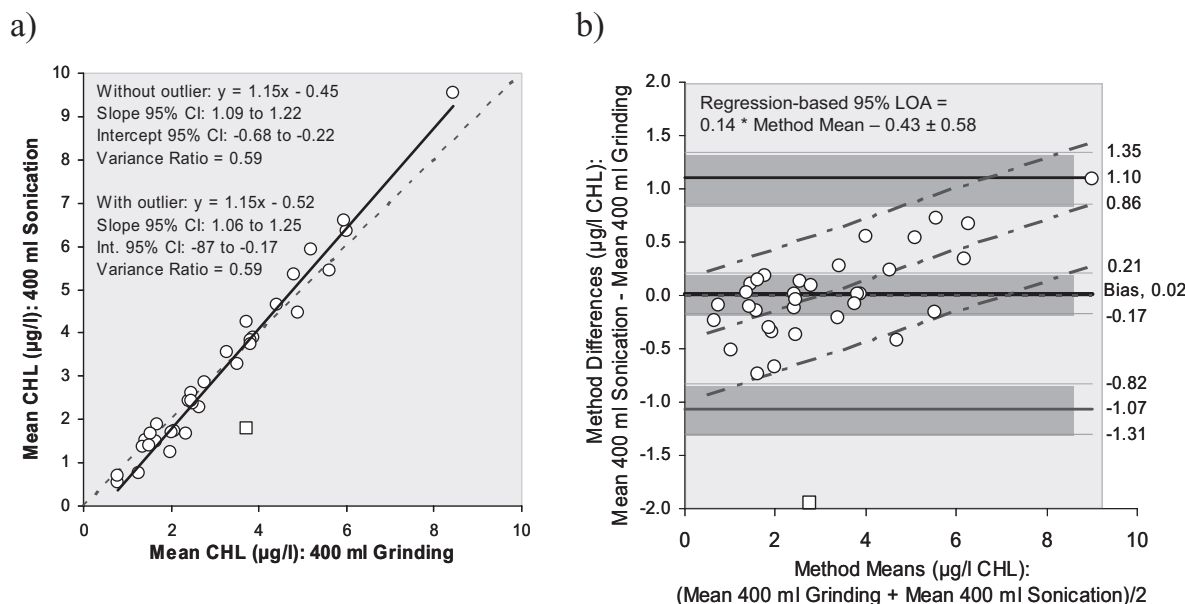 a)
10
9
8
7
6
5
4
3
2
1
0
Mean CHL (µg/l): 400 ml Sonication
Without outlier: y = 1.15x - 0.45
Slope 95% CI: 1.09 to 1.22
Intercept 95% CI: -0.68 to -0.22
Variance Ratio = 0.59
With outlier: y = 1.15x - 0.52
Slope 95% CI: 1.06 to 1.25
Int. 95% CI: -87 to -0.17
Variance Ratio = 0.59
0 2 4 6 8 10
Mean CHL (µg/l): 400 ml Grinding
b)
2.0
1.5
1.0
0.5
0.0
-0.5
-1.0
-1.5
-2.0
Method Differences (µg/l CHL):
Mean 400 ml Sonication - Mean 400 ml Grinding
Regression-based 95% LOA =
0.14 * Method Mean – 0.43 ± 0.58
1.35
1.10
0.86
0.21
Bias, 0.02
-0.17
-0.82
-1.07
-1.31
0 2 4 6 8 10
Method Means (µg/l CHL):
(Mean 400 ml Grinding + Mean 400 ml Sonication)/2